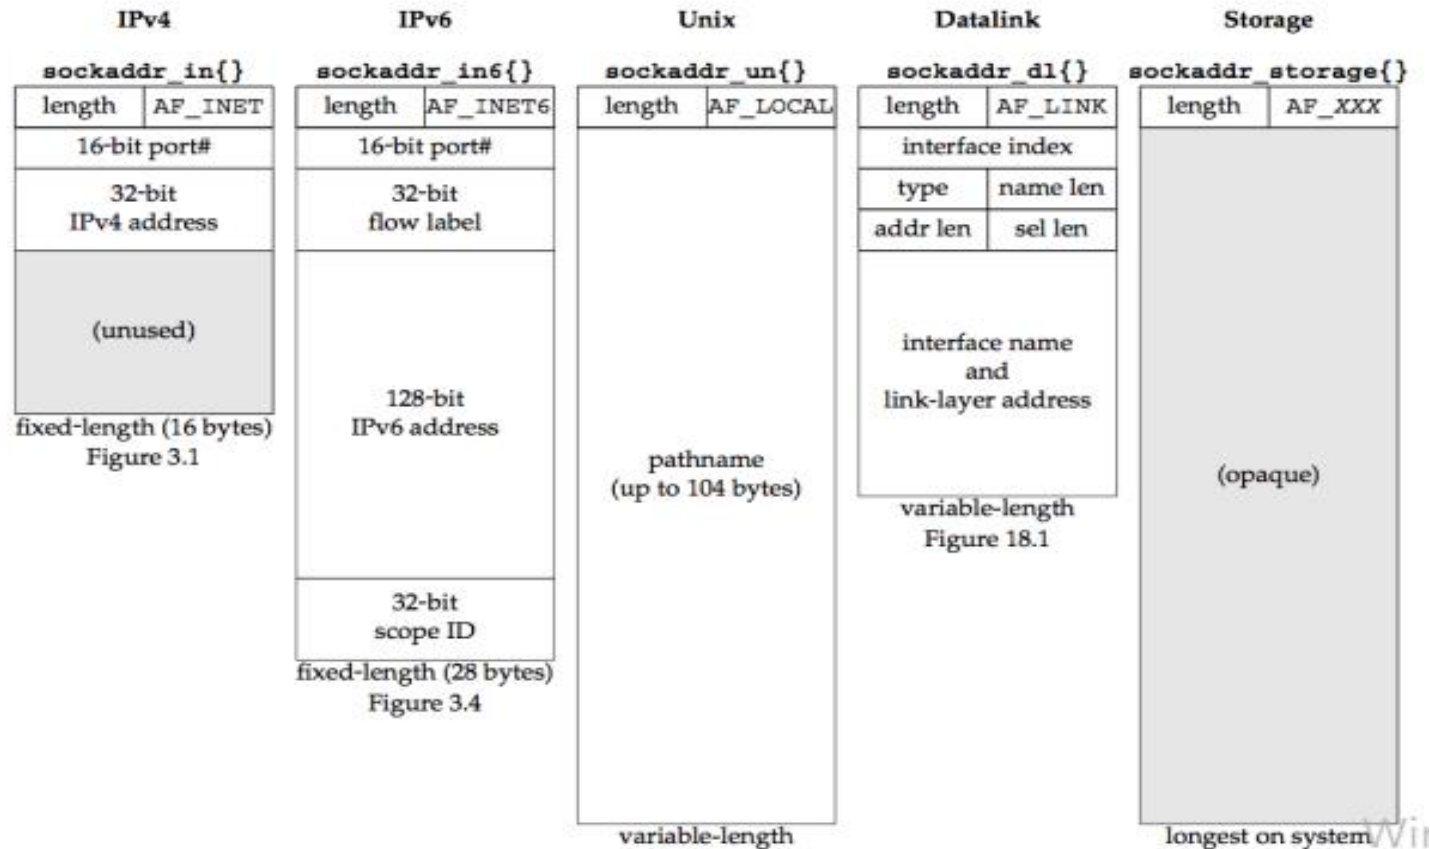 IPv4
sockaddr_in{}
length AF_INET
16-bit port#
32-bit
IPv4 address
(unused)
fixed-length (16 bytes)
Figure 3.1
IPv6
sockaddr_in6{}
length AF_INET6
16-bit port#
32-bit
flow label
128-bit
IPv6 address
32-bit
scope ID
fixed-length (28 bytes)
Figure 3.4
Unix
sockaddr_un{}
length AF_LOCAL
pathname
(up to 104 bytes)
variable-length
Datalink
sockaddr_dl{}
length AF_LINK
interface index
type name len
addr len sel len
interface name
and
link-layer address
variable-length
Figure 18.1
Storage
sockaddr_storage{}
length AF_XXX
(opaque)
longest on system